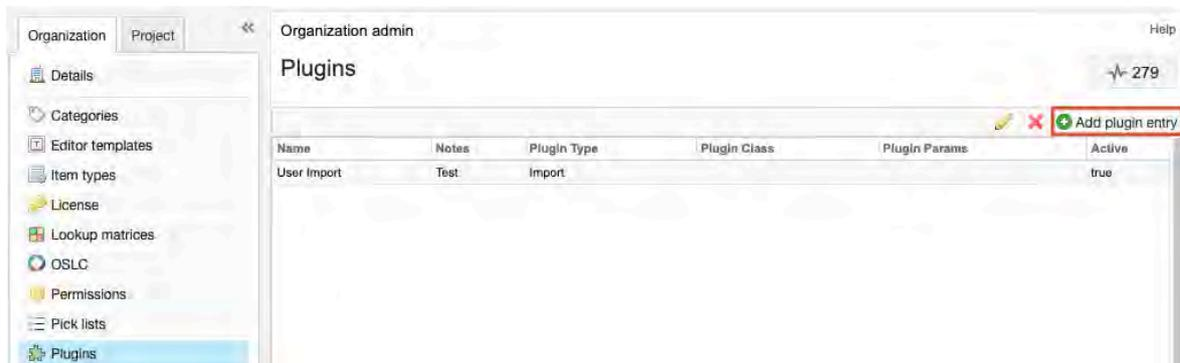 Organization Project
Organization admin
Help
Details
Plugins
279
Categories
Editor templates
Item types
License
Lookup matrices
OSLC
Permissions
Pick lists
Plugins
Add plugin entry
Name Notes Plugin Type Plugin Class Plugin Params Active
User Import Test Import true